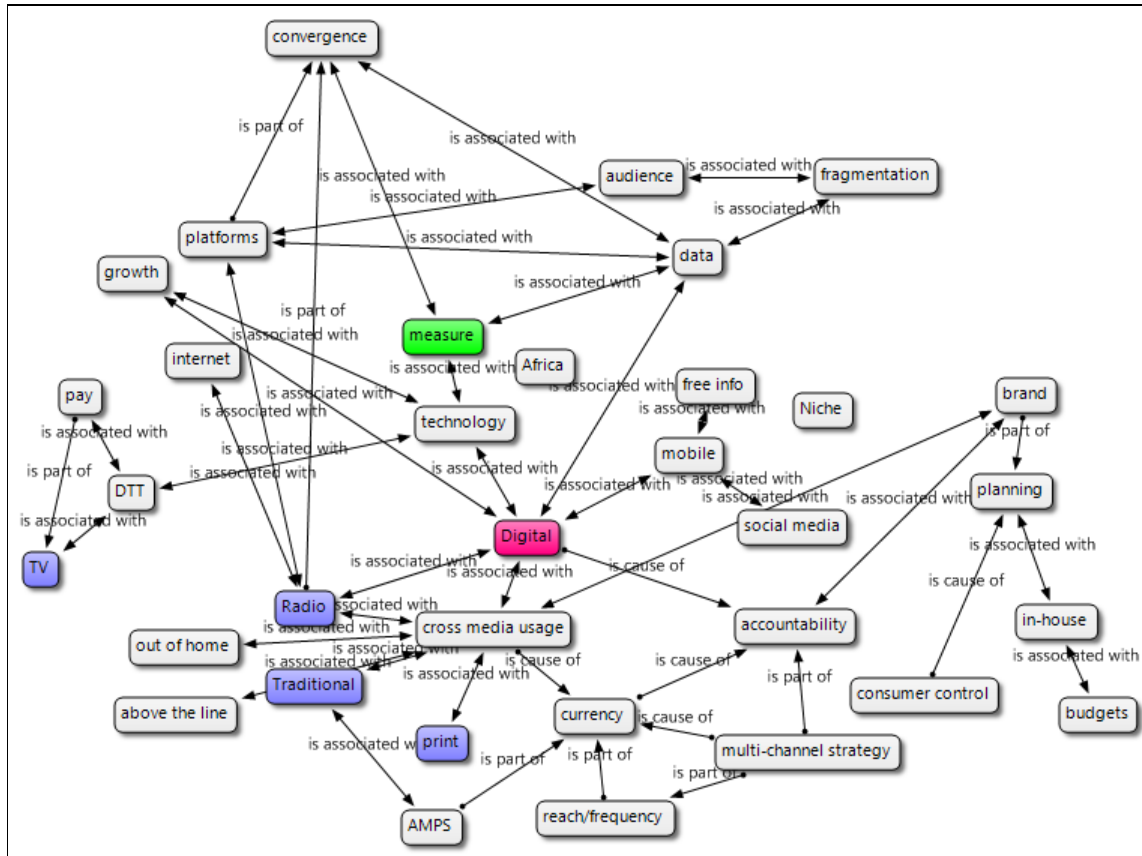 convergence
is part of
is associated with
audience
is associated with
fragmentation
is associated with
is associated with
is associated with
platforms
is associated with
data
growth
is associated with
is part of
measure
is associated with
internet
Africa
is associated with
free info
pay
is associated with
is associated with
is associated with
Niche
brand
is associated with
technology
is associated with
is part of
is associated with
mobile
is part of
is associated with
is associated with
is associated with
is associated with
planning
DTT
is associated with
is associated with
is associated with
social media
Digital
is associated with
TV
is associated with
is cause of
is associated with
is cause of
Radio
is associated with
is associated with
cross media usage
accountability
in-house
out of home
is associated with
is associated with
is cause of
is cause of
is associated with
Traditional
is associated with
is part of
consumer control
above the line
currency
is cause of
budgets
is associated w
print
is part of
is part of
multi-channel strategy
is part of
AMPS
reach/frequency